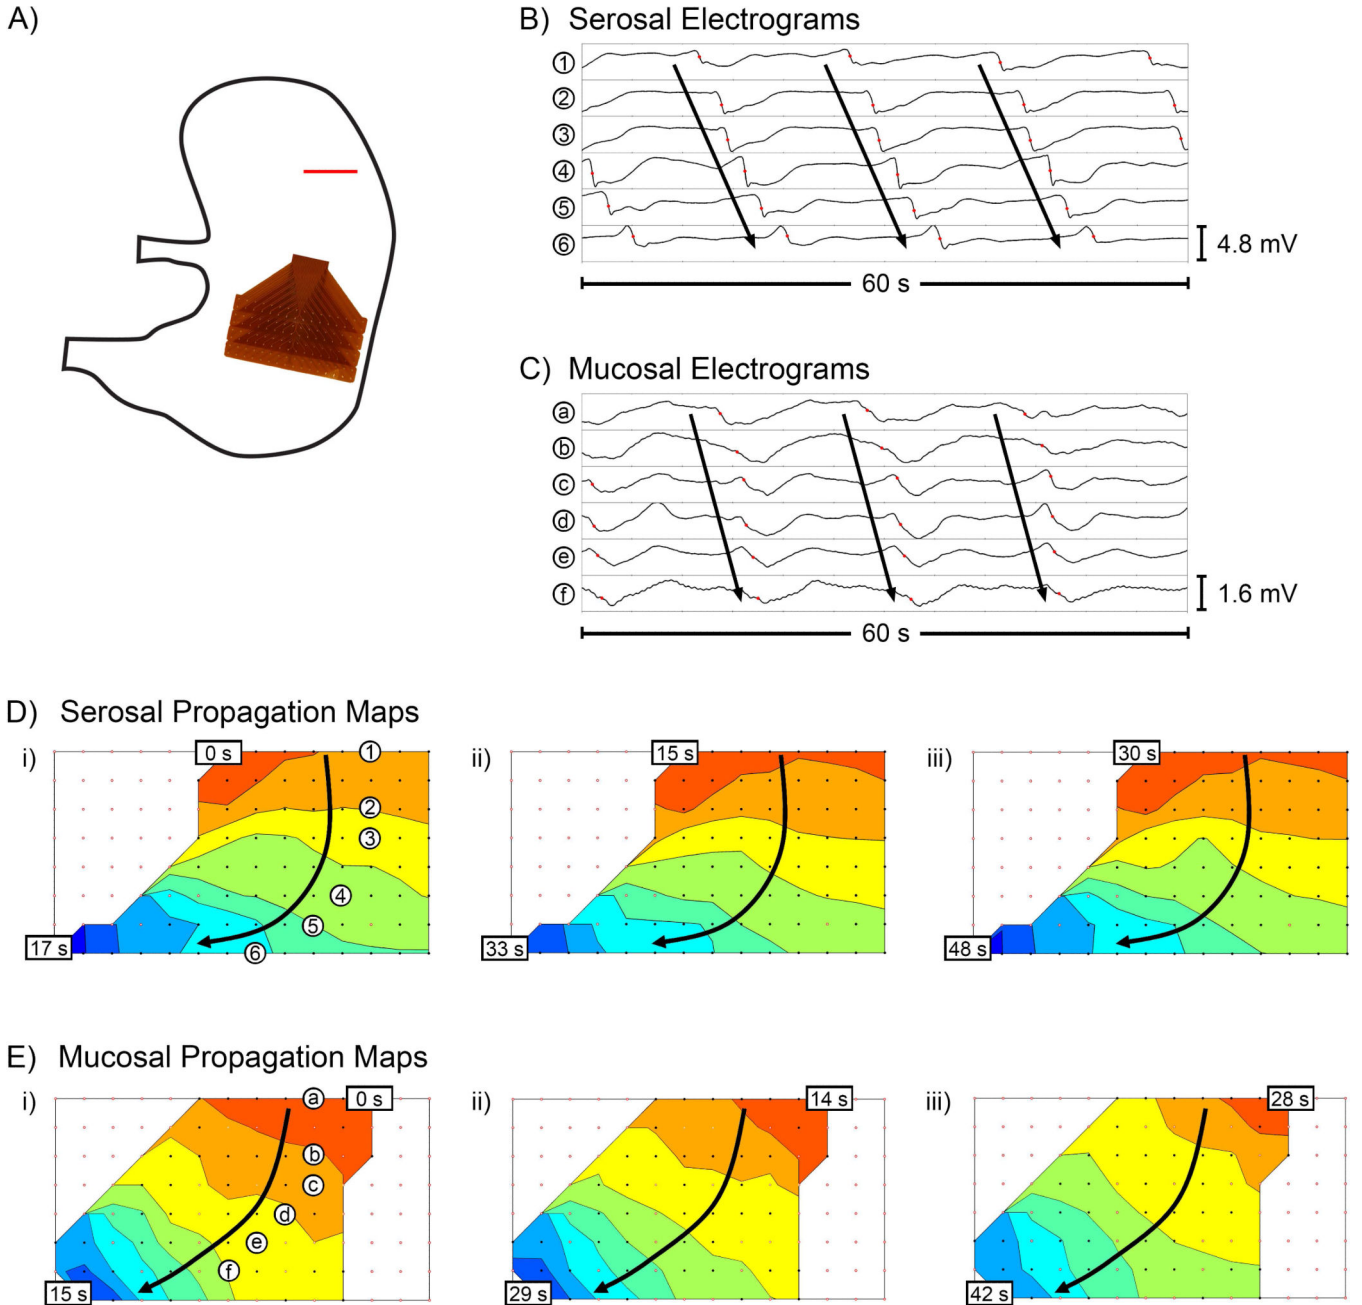 A)
B) Serosal Electrograms
①
②
③
④
⑤
⑥
4.8 mV
60 s
C) Mucosal Electrograms
ⓐ
ⓑ
ⓒ
ⓓ
ⓔ
ⓕ
1.6 mV
60 s
D) Serosal Propagation Maps
i)
0 s
①
②
③
④
⑤
⑥
17 s
ii)
15 s
33 s
iii)
30 s
48 s
E) Mucosal Propagation Maps
i)
ⓐ
0 s
ⓑ
ⓒ
ⓓ
ⓔ
ⓕ
15 s
ii)
14 s
29 s
iii)
28 s
42 s